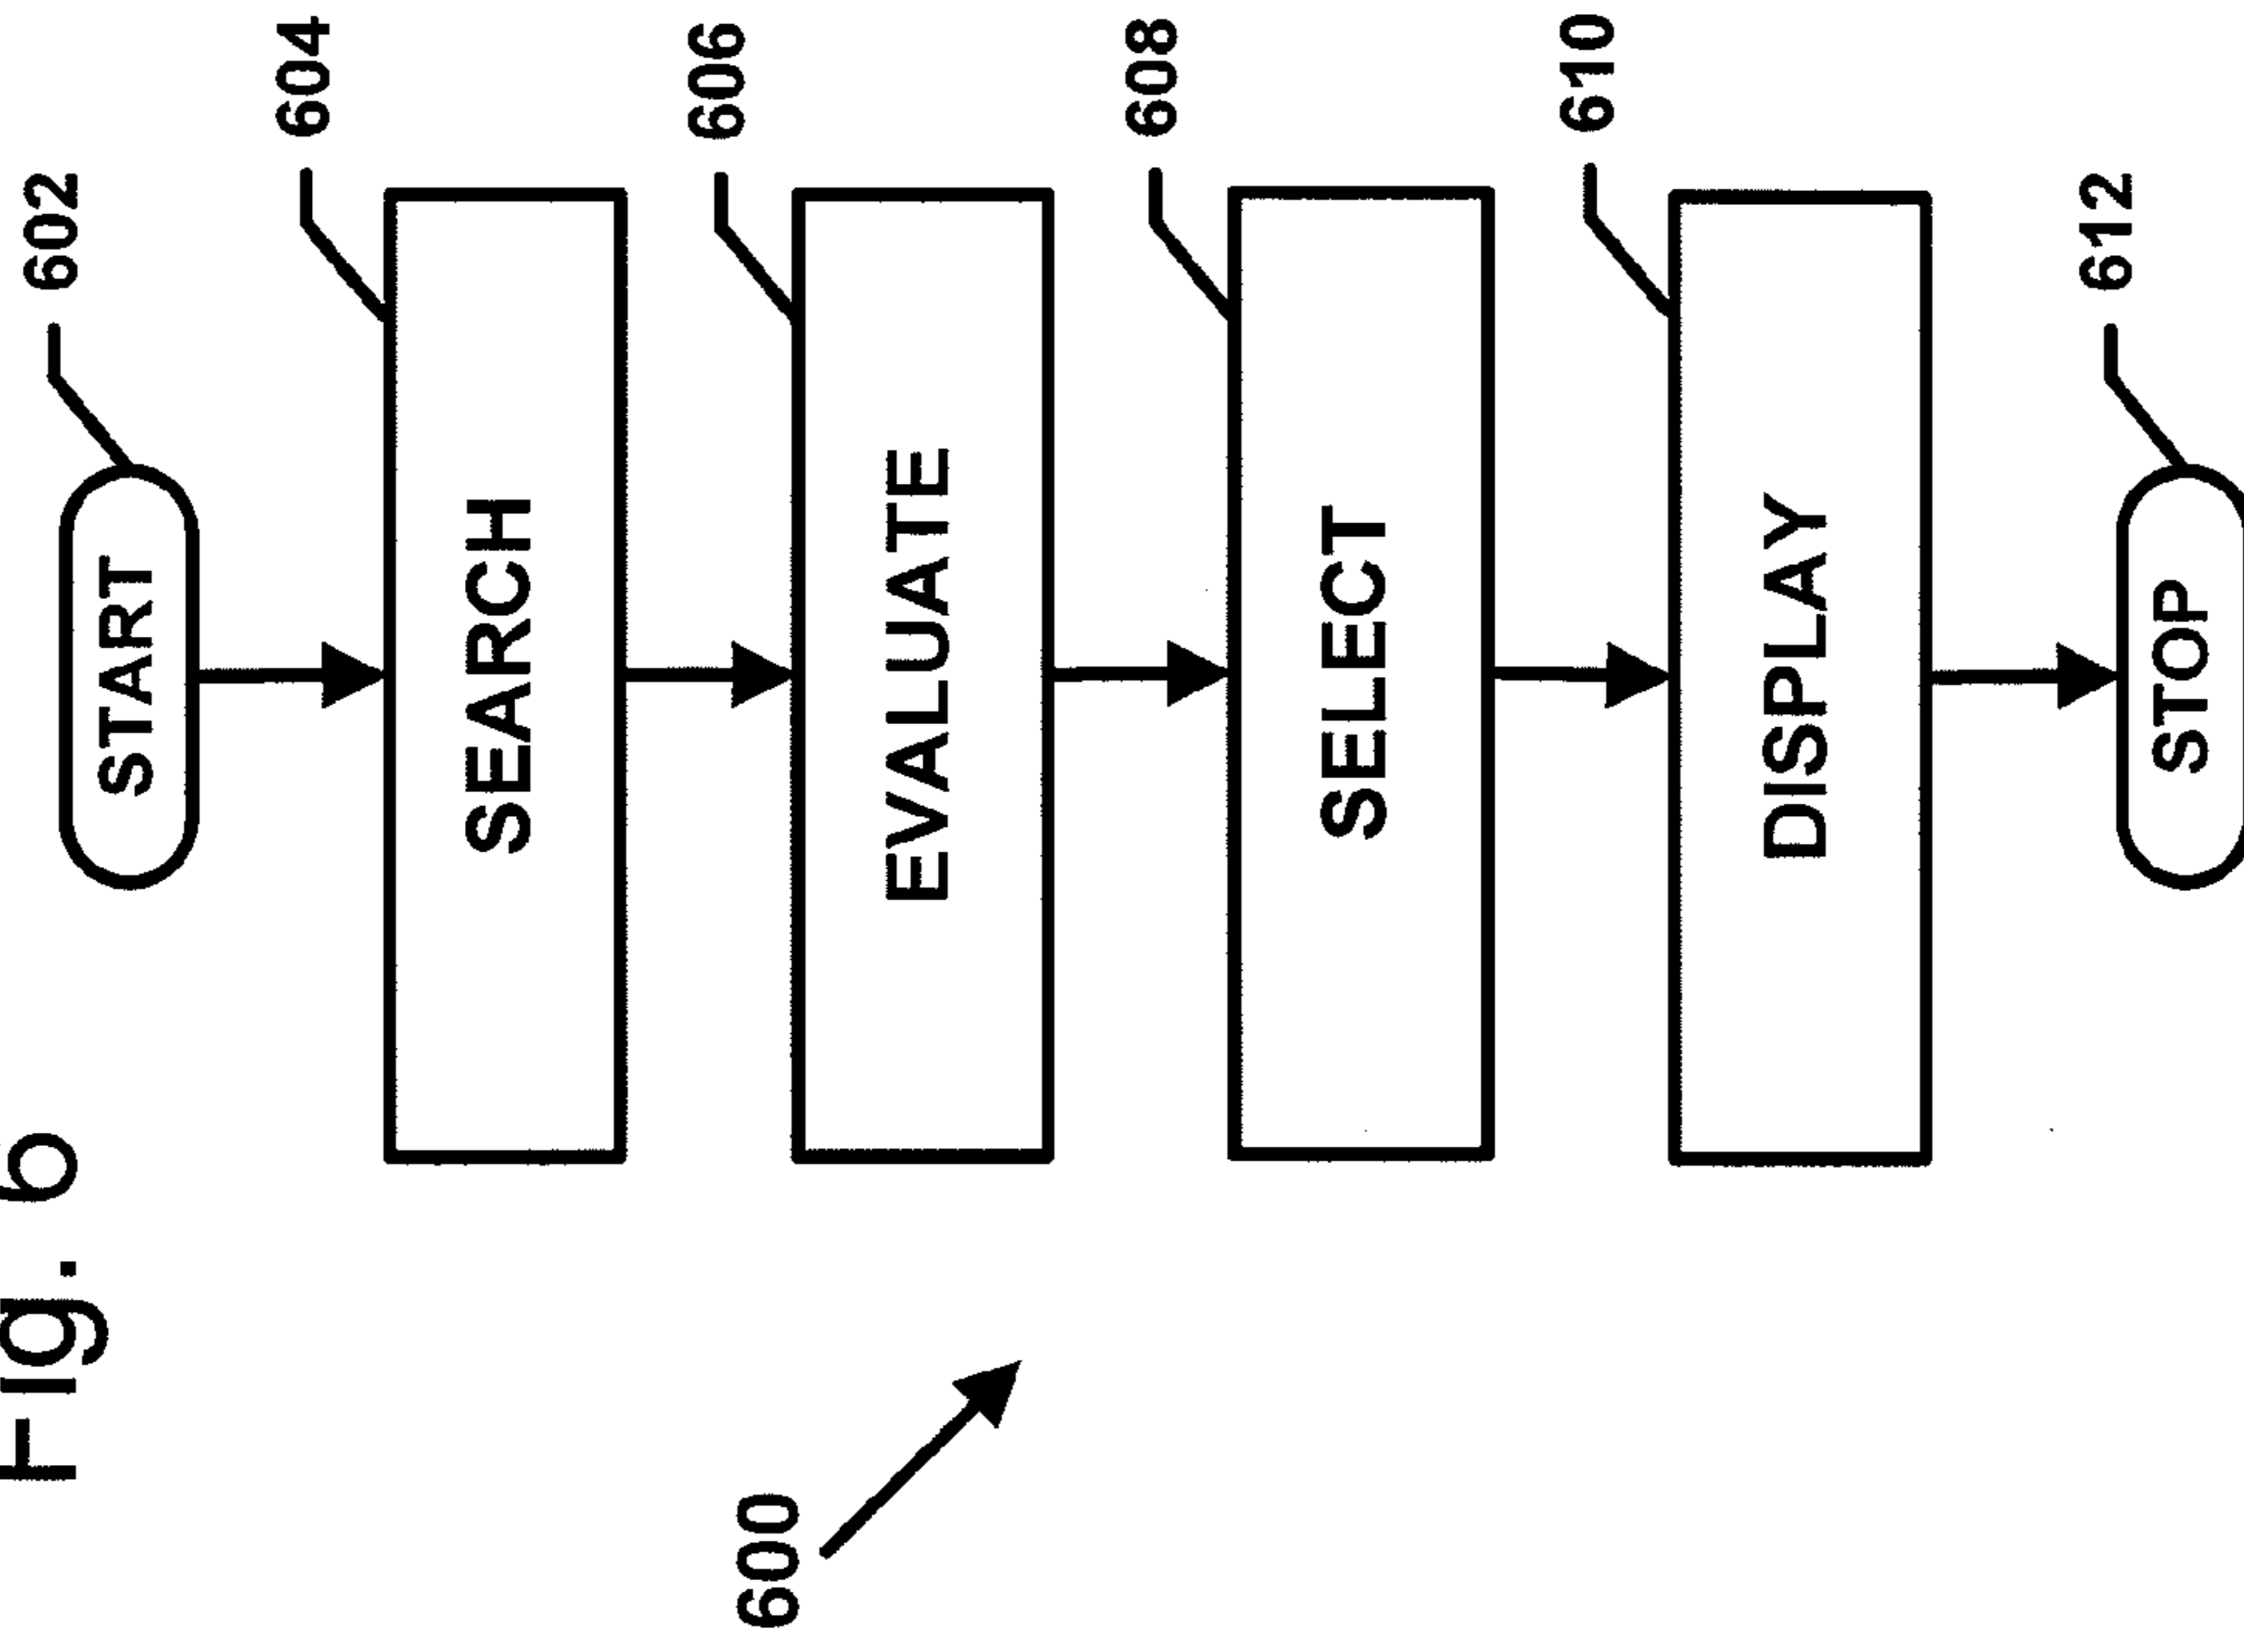 Fig. 6
602
START
604
SEARCH
606
EVALUATE
600
608
SELECT
610
DISPLAY
612
STOP